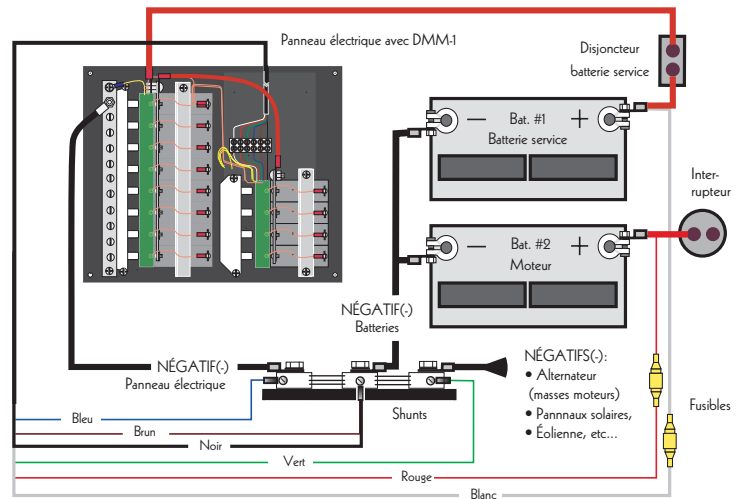 Panneau électrique avec DMM-1
Disjoncteur
batterie service
Bat. #1
Batterie service
Inter-
rupteur
Bat. #2
Moteur
NÉGATIF(-)
Batteries
NÉGATIF(-)
Panneau électrique
NÉGATIFS(-):
• Alternateur
(masses moteurs)
• Pannnaux solaires,
• Éolienne, etc...
Shunts
Fusibles
Bleu
Brun
Noir
Vert
Rouge
Blanc